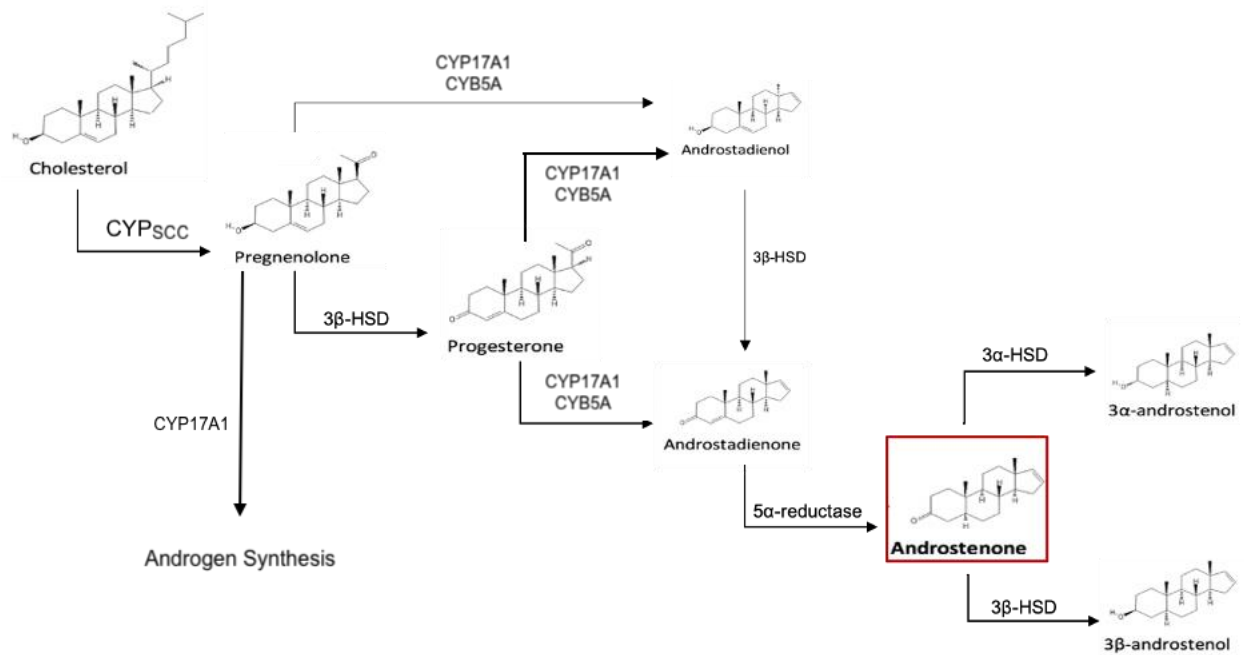 Cholesterol
CYPSCC
CYP17A1
CYB5A
Androstadienol
Pregnenolone
CYP17A1
CYB5A
3β-HSD
3β-HSD
Progesterone
CYP17A1
CYB5A
Androstadienone
CYP17A1
Androgen Synthesis
5α-reductase
Androstenone
3α-HSD
3α-androstenol
3β-HSD
3β-androstenol